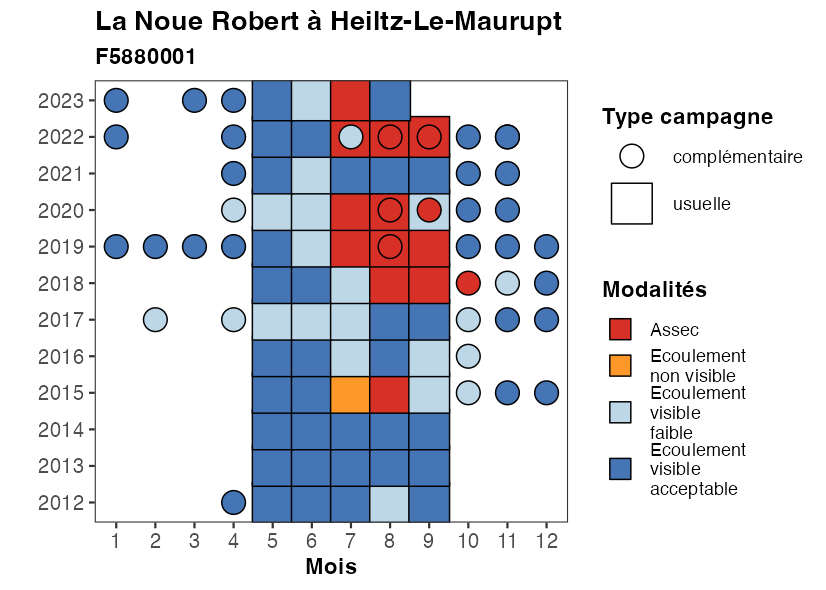 La Noue Robert à Heiltz-Le-Maurupt
F5880001
2023
2022
2021
2020
2019
2018
2017
2016
2015
2014
2013
2012
1 2 3 4 5 6 7 8 9 10 11 12
Mois
Type campagne
complémentaire
usuelle
Modalités
Assec
Ecoulement
non visible
Ecoulement
visible
faible
Ecoulement
visible
acceptable